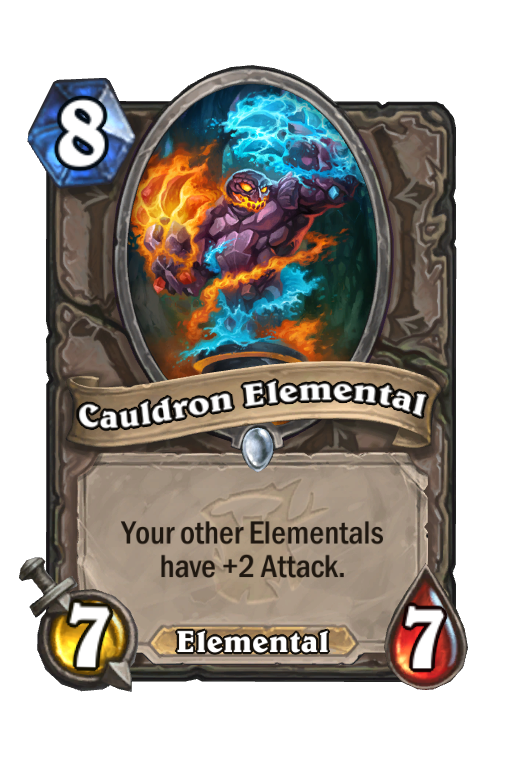 8
Cauldron Elemental
Your other Elementals
have +2 Attack.
7
Elemental
7